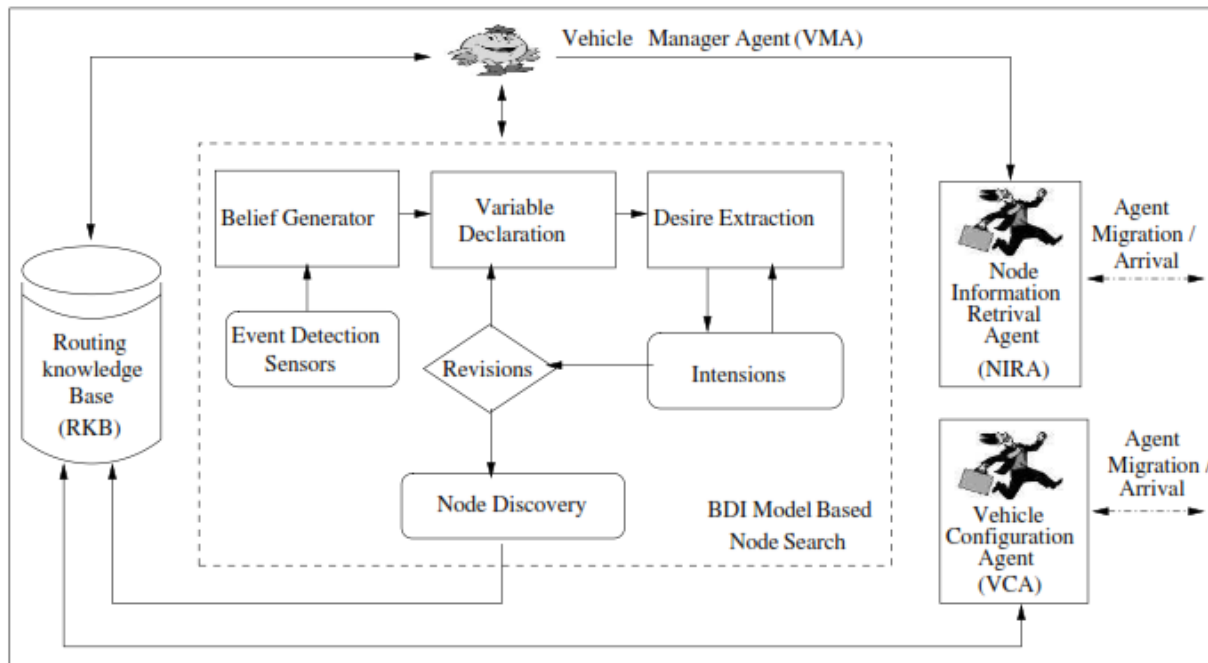 Vehicle Manager Agent (VMA)
Belief Generator
Variable
Declaration
Desire Extraction
Event Detection
Sensors
Revisions
Intensions
Node Discovery
BDI Model Based
Node Search
Routing
knowledge
Base
(RKB)
Node
Information
Retrival
Agent
(NIRA)
Agent
Migration /
Arrival
Vehicle
Configuration
Agent
(VCA)
Agent
Migration /
Arrival